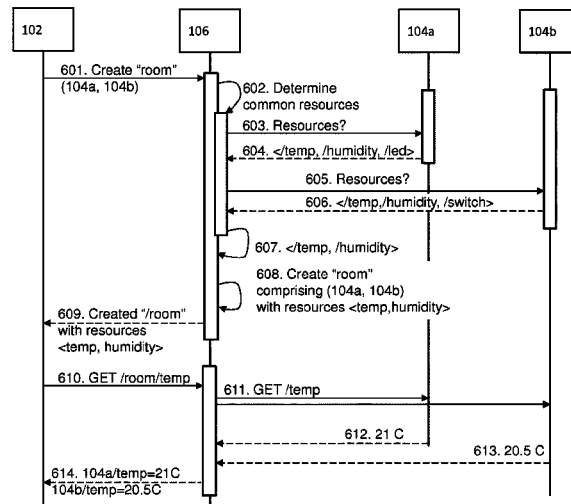 102
106
104a
104b
601. Create "room"
(104a, 104b)
602. Determine
common resources
603. Resources?
604. </temp, /humidity, /led>
605. Resources?
606. </temp,/humidity, /switch>
607. </temp, /humidity>
608. Create "room"
comprising (104a, 104b)
with resources <temp,humidity>
609. Created "/room"
with resources
<temp, humidity>
610. GET /room/temp
611. GET /temp
612. 21 C
613. 20.5 C
614. 104a/temp=21C
104b/temp=20.5C